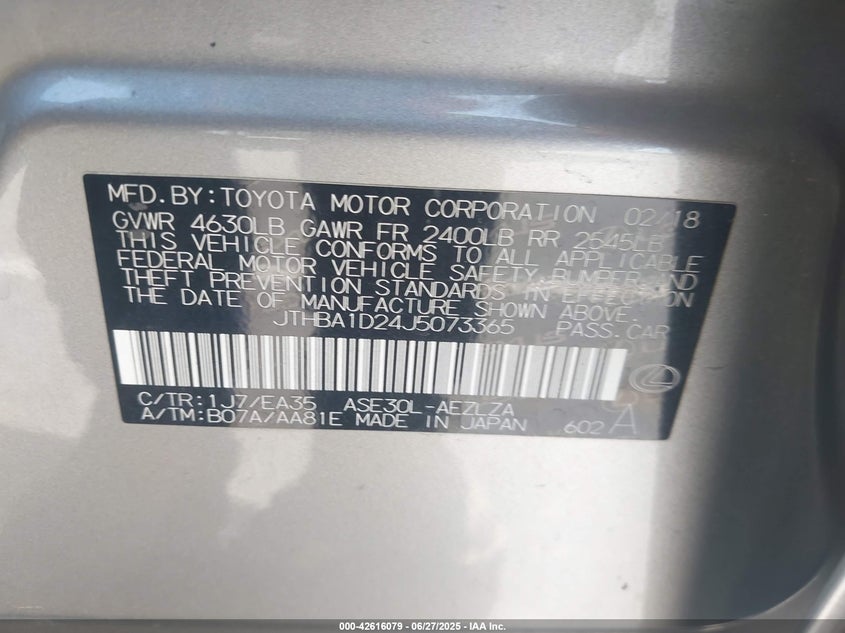 MFD.BY:TOYOTA MOTOR CORPORATION 02/18
GVWR 4630LB GAWR FR 2400LB RR 2545LB
THIS VEHICLE CONFORMS TO ALL APPLICABLE
FEDERAL MOTOR VEHICLE SAFETY, BUMPER, AND
THEFT PREVENTION STANDARDS IN EFFECT ON
THE DATE OF MANUFACTURE SHOWN ABOVE.
JTHBA1D24J5073365 PASS.CAR
C/TR:1J7/EA35 ASE30L-AEZLZA
A/TM:B07A/AA81E MADE IN JAPAN 602 A
000-42616079 - 06/27/2025 - IAA Inc.